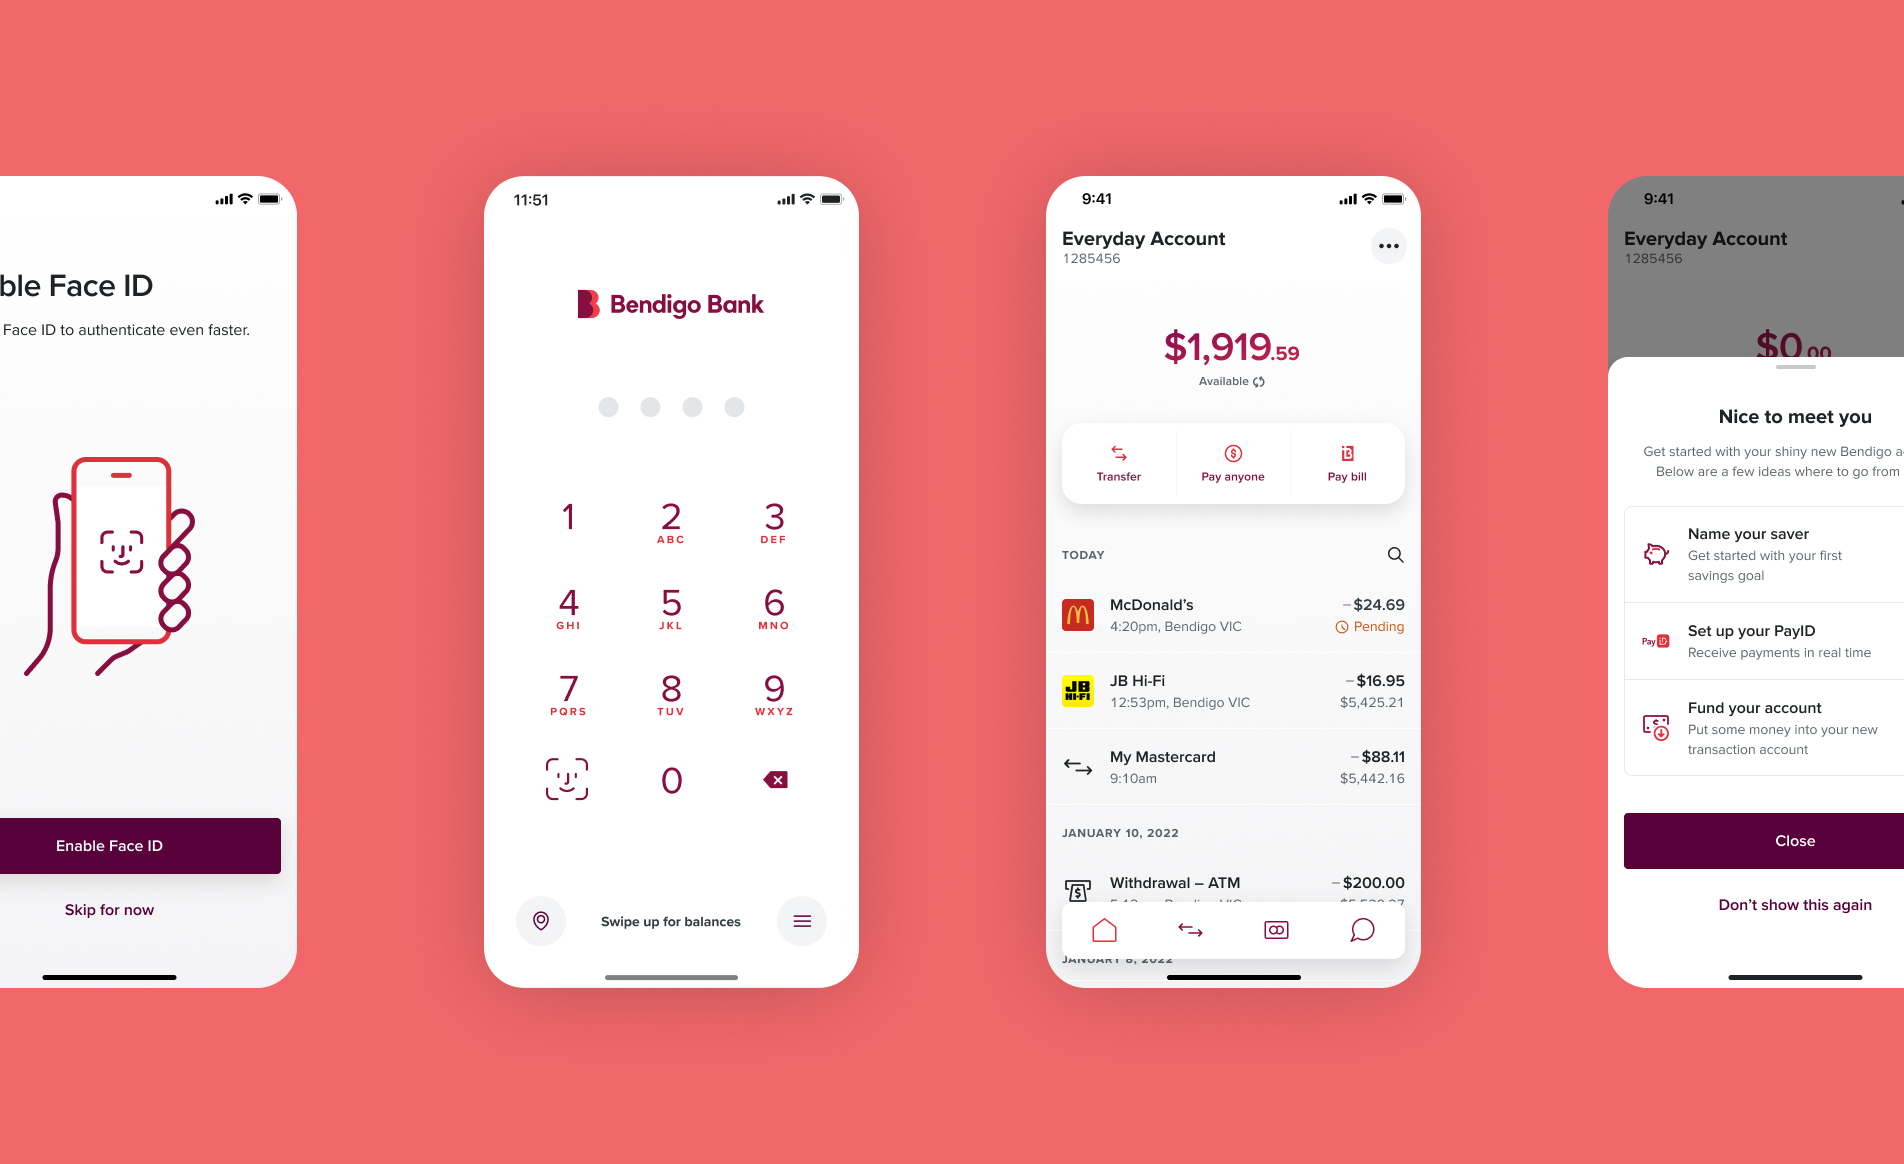 ble Face ID
Face ID to authenticate even faster.
Enable Face ID
Skip for now
11:51
Bendigo Bank
1
2
3
ABC
DEF
4
5
6
GHI
JKL
MNO
7
8
9
PQRS
TUV
WXYZ
0
Swipe up for balances
9:41
Everyday Account
1285456
$1,919.59
Available
Transfer
Pay anyone
Pay bill
TODAY
McDonald's
–$24.69
4:20pm, Bendigo VIC
Pending
JB HI-FI
JB Hi-Fi
–$16.95
12:53pm, Bendigo VIC
$5,425.21
My Mastercard
–$88.11
9:10am
$5,442.16
JANUARY 10, 2022
Withdrawal – ATM
–$200.00
JANUARY 8, 2022
9:41
Everyday Account
1285456
$0.00
Nice to meet you
Get started with your shiny new Bendigo
Below are a few ideas where to go from
Name your saver
Get started with your first
savings goal
PayID
Set up your PayID
Receive payments in real time
Fund your account
Put some money into your new
transaction account
Close
Don't show this again